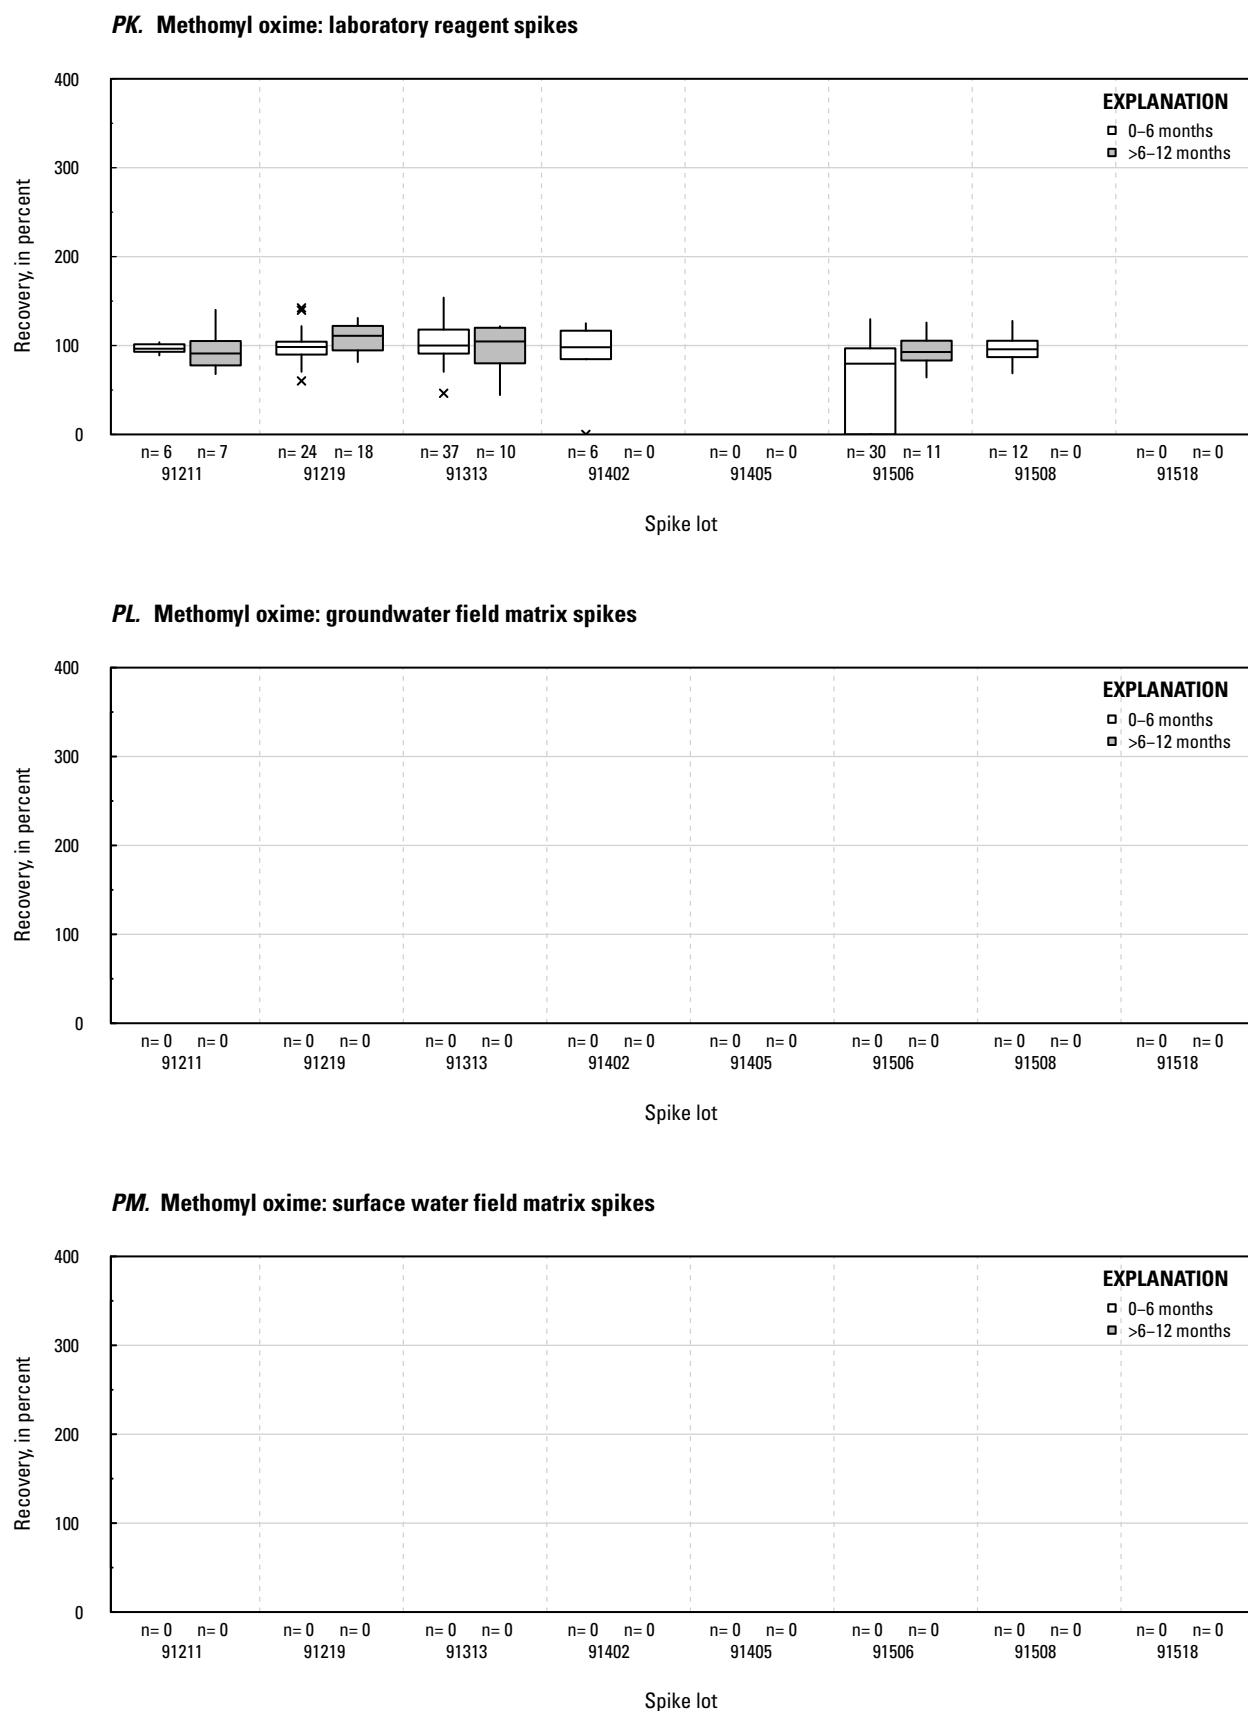 PK. Methomyl oxime: laboratory reagent spikes
400
300
200
100
0
Recovery, in percent
EXPLANATION
0–6 months
>6–12 months
n= 6 n= 7 n= 24 n= 18 n= 37 n= 10 n= 6 n= 0 n= 0 n= 0 n= 30 n= 11 n= 12 n= 0 n= 0 n= 0
91211 91219 91313 91402 91405 91506 91508 91518
Spike lot
PL. Methomyl oxime: groundwater field matrix spikes
400
300
200
100
0
Recovery, in percent
EXPLANATION
0–6 months
>6–12 months
n= 0 n= 0 n= 0 n= 0 n= 0 n= 0 n= 0 n= 0 n= 0 n= 0 n= 0 n= 0 n= 0 n= 0 n= 0 n= 0
91211 91219 91313 91402 91405 91506 91508 91518
Spike lot
PM. Methomyl oxime: surface water field matrix spikes
400
300
200
100
0
Recovery, in percent
EXPLANATION
0–6 months
>6–12 months
n= 0 n= 0 n= 0 n= 0 n= 0 n= 0 n= 0 n= 0 n= 0 n= 0 n= 0 n= 0 n= 0 n= 0 n= 0 n= 0
91211 91219 91313 91402 91405 91506 91508 91518
Spike lot